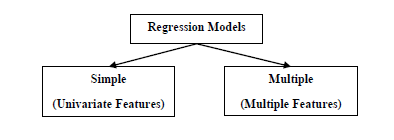 Regression Models
Simple
(Univariate Features)
Multiple
(Multiple Features)